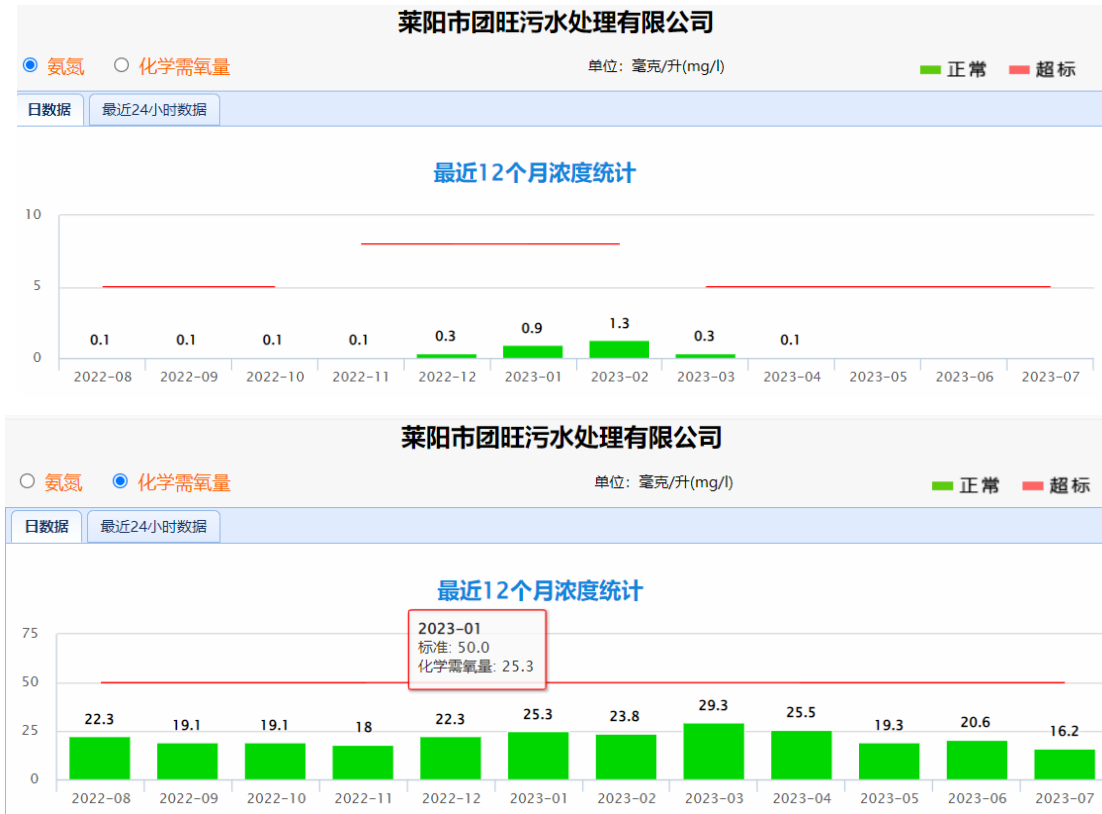 莱阳市团旺污水处理有限公司
氨氮 化学需氧量 单位：毫克/升(mg/l) 正常 超标
日数据 最近24小时数据
最近12个月浓度统计
10
5
0
0.1 0.1 0.1 0.1 0.3 0.9 1.3 0.3 0.1
2022-08 2022-09 2022-10 2022-11 2022-12 2023-01 2023-02 2023-03 2023-04 2023-05 2023-06 2023-07
莱阳市团旺污水处理有限公司
氨氮 化学需氧量 单位：毫克/升(mg/l) 正常 超标
日数据 最近24小时数据
最近12个月浓度统计
2023-01
标准: 50.0
化学需氧量: 25.3
75
50
25
0
22.3 19.1 19.1 18 22.3 25.3 23.8 29.3 25.5 19.3 20.6 16.2
2022-08 2022-09 2022-10 2022-11 2022-12 2023-01 2023-02 2023-03 2023-04 2023-05 2023-06 2023-07